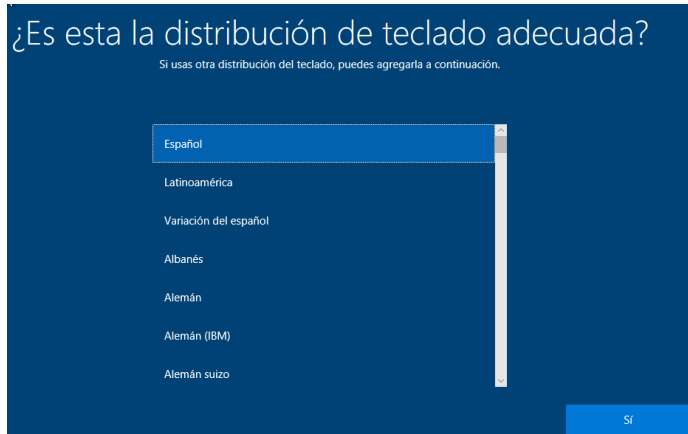 ¿Es esta la distribución de teclado adecuada?
Si usas otra distribución del teclado, puedes agregarla a continuación.
Español
Latinoamérica
Variación del español
Albanés
Alemán
Alemán (IBM)
Alemán suizo
Sí